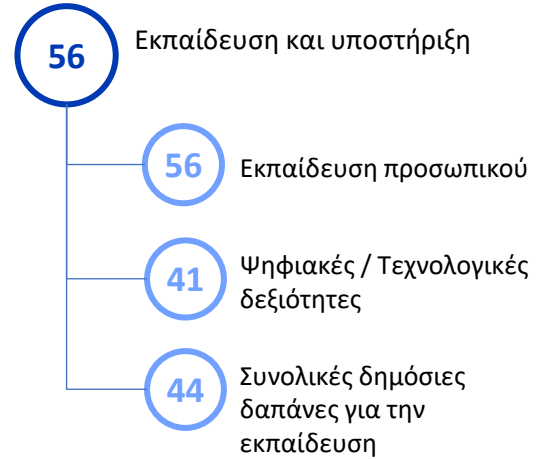 56
Εκπαίδευση και υποστήριξη
56
Εκπαίδευση προσωπικού
41
Ψηφιακές / Τεχνολογικές
δεξιότητες
44
Συνολικές δημόσιες
δαπάνες για την
εκπαίδευση